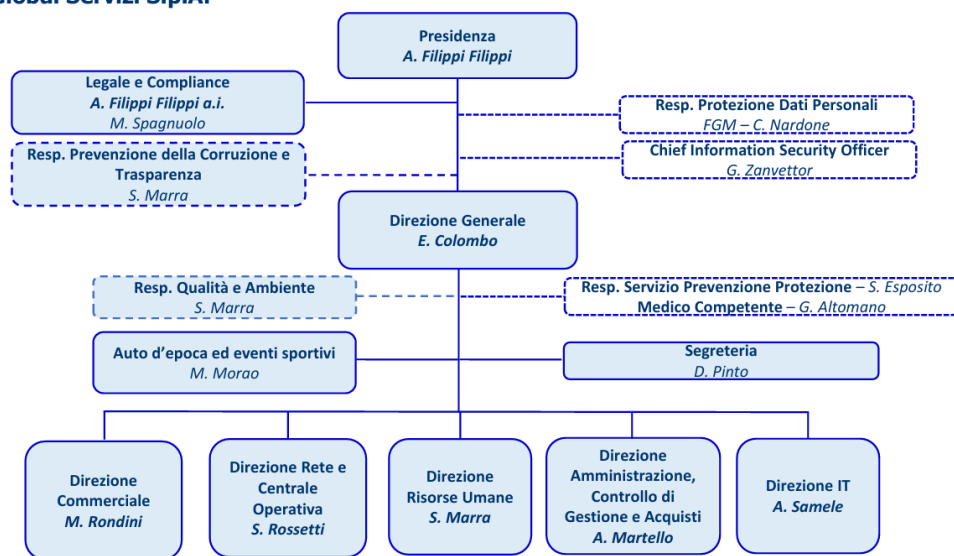 Global Servizi S.p.A.
Presidenza
A. Filippi Filippi
Legale e Compliance
A. Filippi Filippi a.i.
M. Spagnuolo
Resp. Protezione Dati Personali
FGM – C. Nardone
Resp. Prevenzione della Corruzione e
Trasparenza
S. Marra
Chief Information Security Officer
G. Zanvettor
Direzione Generale
E. Colombo
Resp. Qualità e Ambiente
S. Marra
Resp. Servizio Prevenzione Protezione – S. Esposito
Medico Competente – G. Altomano
Auto d’epoca ed eventi sportivi
M. Morao
Segreteria
D. Pinto
Direzione
Commerciale
M. Rondini
Direzione Rete e
Centrale
Operativa
S. Rossetti
Direzione
Risorse Umane
S. Marra
Direzione
Amministrazione,
Controllo di
Gestione e Acquisti
A. Martello
Direzione IT
A. Samele